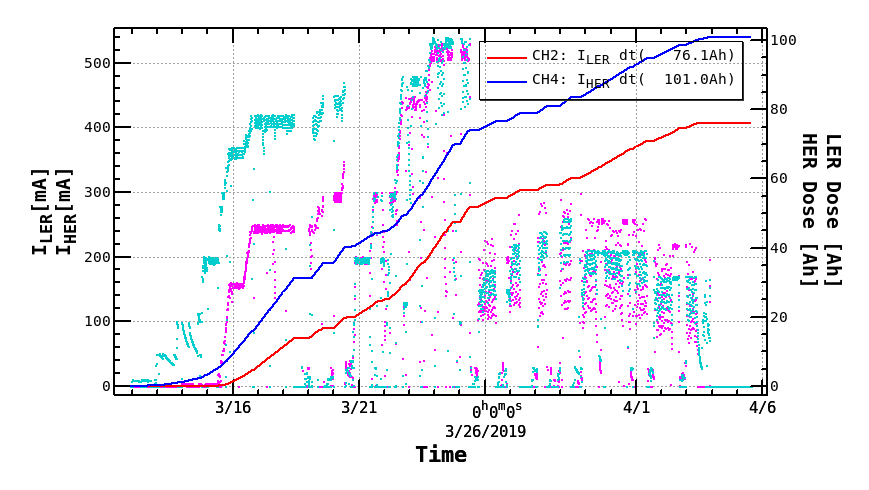 CH2: I_LER dt( 76.1Ah)
CH4: I_HER dt( 101.0Ah)
I_LER[mA]
I_HER[mA]
500
400
300
200
100
0
LER Dose [Ah]
HER Dose [Ah]
100
80
60
40
20
0
3/16
3/21
0h0m0s
3/26/2019
4/1
4/6
Time